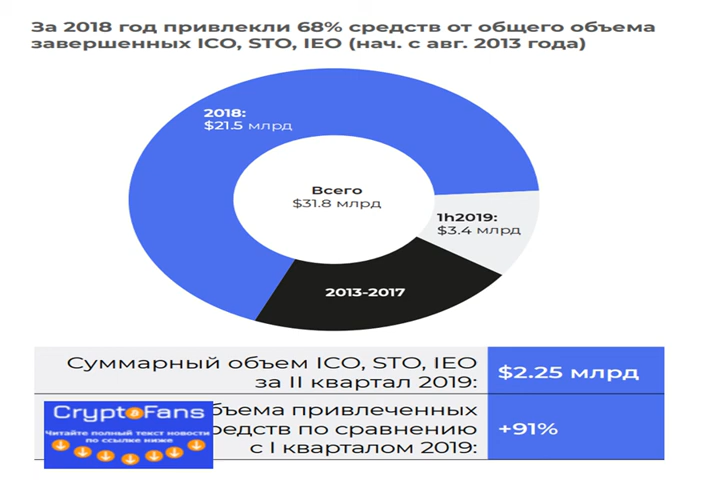 За 2018 год привлекли 68% средств от общего объема
завершенных ICO, STO, IEO (нач. с авг. 2013 года)
2018:
$21.5 млрд
Всего
$31.8 млрд
1h2019:
$3.4 млрд
2013-2017
Суммарный объем ICO, STO, IEO
за II квартал 2019:
$2.25 млрд
бъема привлеченных
редств по сравнению
с I кварталом 2019:
+91%
CryptoFans
Читайте полный текст новости
по ссылке ниже